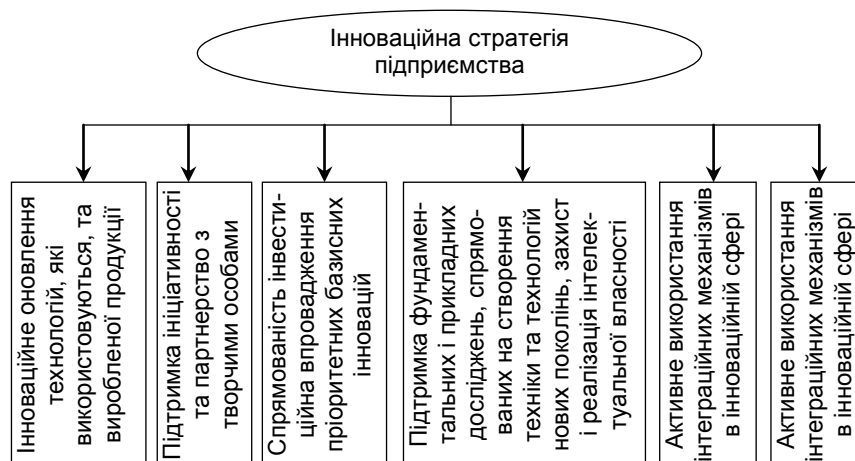 Інноваційна стратегія
підприємства
Інноваційне оновлення
технологій, які
використовуються, та
виробленої продукції
Підтримка ініціативності
та партнерство з
творчими особами
Спрямованість інвести-
ційна впровадження
пріоритетних базисних
інновацій
Підтримка фундамен-
тальних і прикладних
досліджень, спрямо-
ваних на створення
техніки та технологій
нових поколінь, захист
і реалізація інтелек-
туальної власності
Активне використання
інтеграційних механізмів
в інноваційній сфері
Активне використання
інтеграційних механізмів
в інноваційній сфері